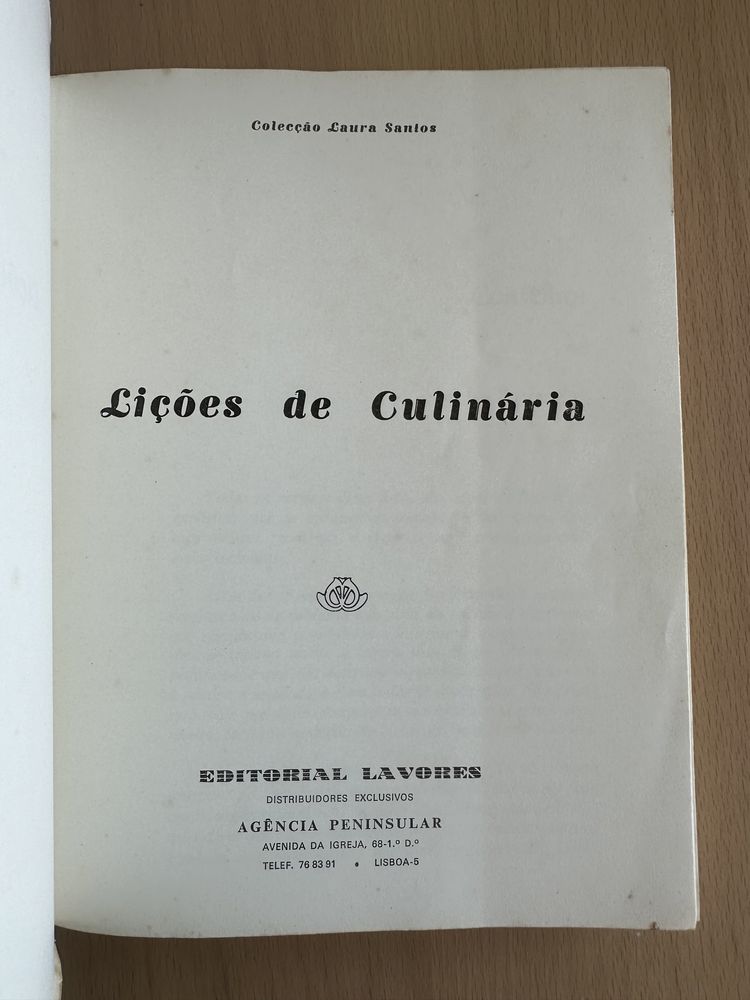 Colecção Laura Santos
Lições de Culinária
EDITORIAL LAVORES
DISTRIBUIDORES EXCLUSIVOS
AGÊNCIA PENINSULAR
AVENIDA DA IGREJA, 68-1.º D.º
TELEF. 76 83 91 • LISBOA-5